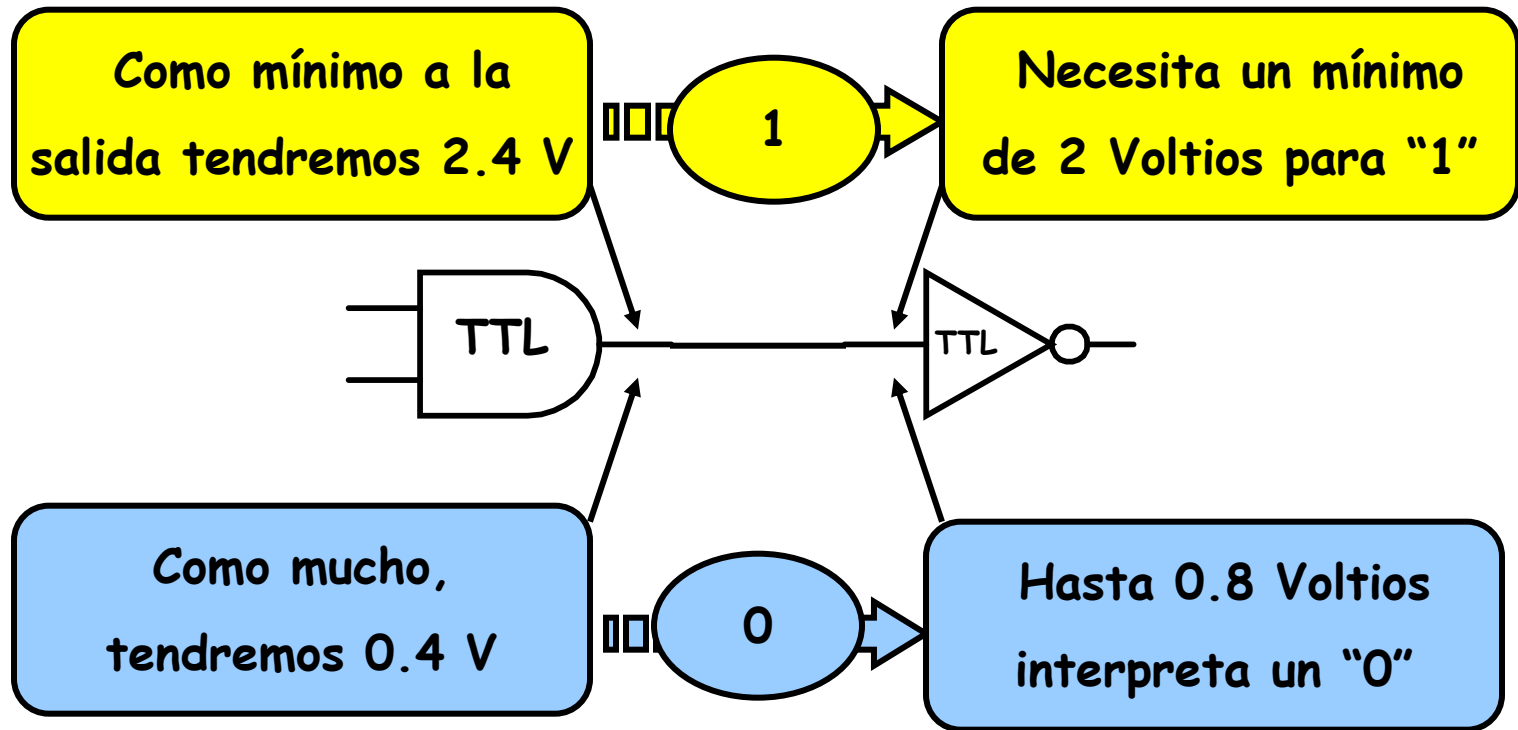 Como mínimo a la
salida tendremos 2.4 V
1
Necesita un mínimo
de 2 Voltios para “1”
TTL
TTL
Como mucho,
tendremos 0.4 V
0
Hasta 0.8 Voltios
interpreta un “0”